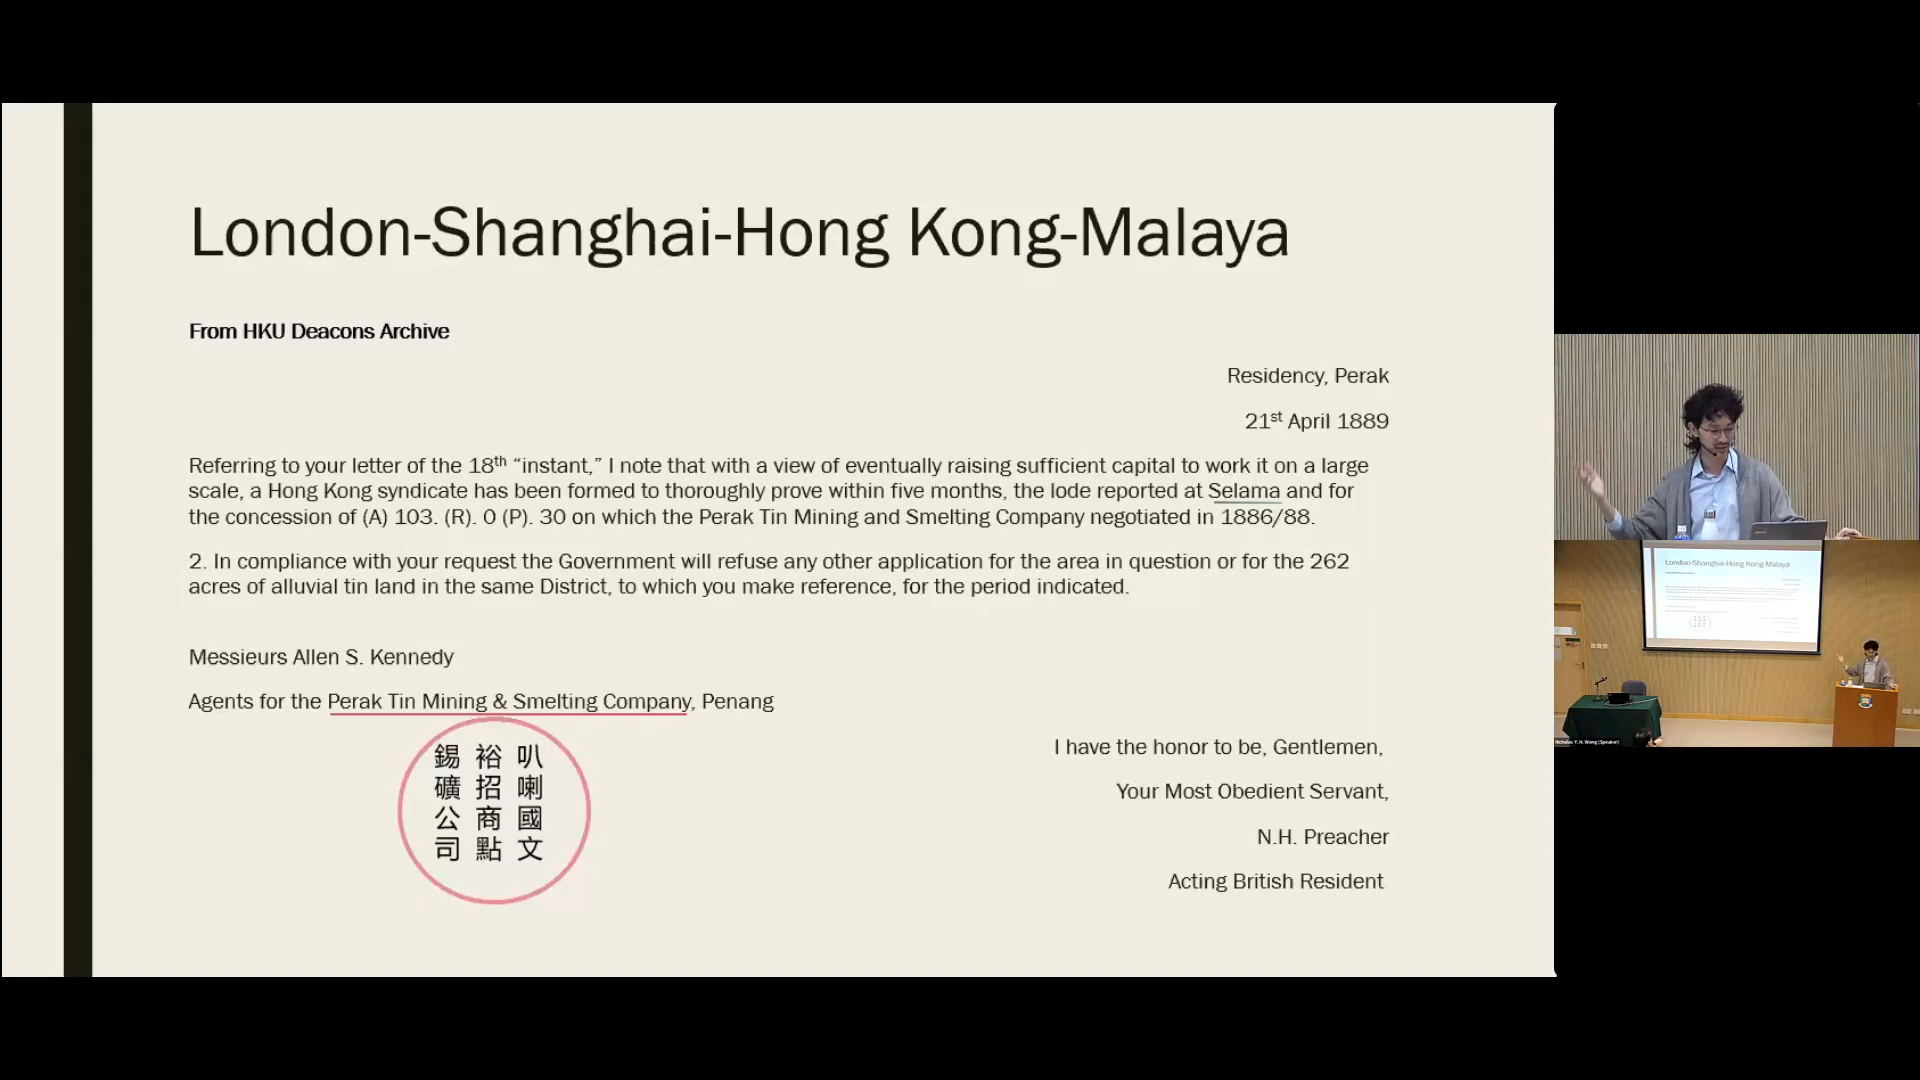 London-Shanghai-Hong Kong-Malaya
From HKU Deacons Archive
Residency, Perak
21st April 1889
Referring to your letter of the 18th “instant,” I note that with a view of eventually raising sufficient capital to work it on a large
scale, a Hong Kong syndicate has been formed to thoroughly prove within five months, the lode reported at Selama and for
the concession of (A) 103. (R). 0 (P). 30 on which the Perak Tin Mining and Smelting Company negotiated in 1886/88.
2. In compliance with your request the Government will refuse any other application for the area in question or for the 262
acres of alluvial tin land in the same District, to which you make reference, for the period indicated.
Messieurs Allen S. Kennedy
Agents for the Perak Tin Mining & Smelting Company, Penang
叭喇國文
裕招商點
錫礦公司
I have the honor to be, Gentlemen,
Your Most Obedient Servant,
N.H. Preacher
Acting British Resident
London-Shanghai-Hong Kong-Malaya
Nicholas Y. H. Wong (Speaker)